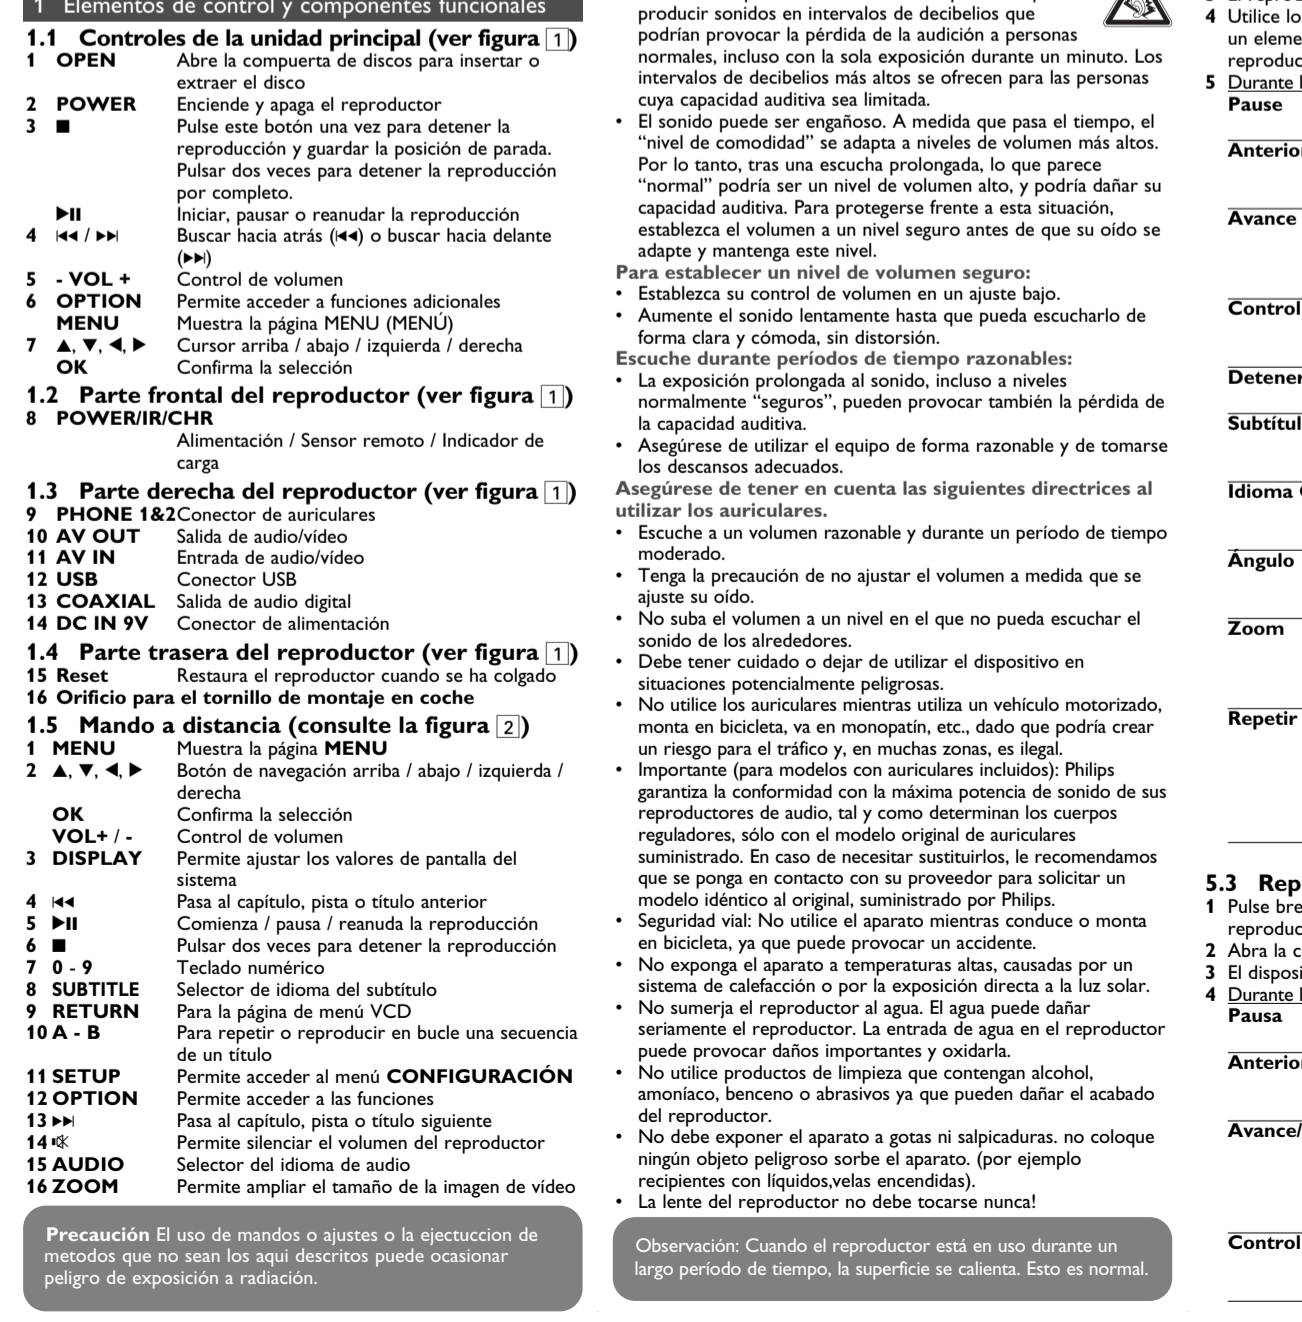 1 Elementos de control y componentes funcionales
1.1 Controles de la unidad principal (ver figura 1)
1 OPEN Abre la compuerta de discos para insertar o
extraer el disco
2 POWER Enciende y apaga el reproductor
3 ■ Pulse este botón una vez para detener la
reproducción y guardar la posición de parada.
Pulsar dos veces para detener la reproducción
por completo.
▶II Iniciar, pausar o reanudar la reproducción
4 I◀◀ / ▶▶I Buscar hacia atrás (I◀◀) o buscar hacia delante
(▶▶I)
5 - VOL + Control de volumen
6 OPTION Permite acceder a funciones adicionales
MENU Muestra la página MENU (MENÚ)
7 ▲, ▼, ◀, ▶ Cursor arriba / abajo / izquierda / derecha
OK Confirma la selección
1.2 Parte frontal del reproductor (ver figura 1)
8 POWER/IR/CHR
Alimentación / Sensor remoto / Indicador de
carga
1.3 Parte derecha del reproductor (ver figura 1)
9 PHONE 1&2 Conector de auriculares
10 AV OUT Salida de audio/vídeo
11 AV IN Entrada de audio/vídeo
12 USB Conector USB
13 COAXIAL Salida de audio digital
14 DC IN 9V Conector de alimentación
1.4 Parte trasera del reproductor (ver figura 1)
15 Reset Restaura el reproductor cuando se ha colgado
16 Orificio para el tornillo de montaje en coche
1.5 Mando a distancia (consulte la figura 2)
1 MENU Muestra la página MENU
2 ▲, ▼, ◀, ▶ Botón de navegación arriba / abajo / izquierda /
derecha
OK Confirma la selección
VOL+ / - Control de volumen
3 DISPLAY Permite ajustar los valores de pantalla del
sistema
4 I◀◀ Pasa al capítulo, pista o título anterior
5 ▶II Comienza / pausa / reanuda la reproducción
6 ■ Pulsar dos veces para detener la reproducción
7 0 - 9 Teclado numérico
8 SUBTITLE Selector de idioma del subtítulo
9 RETURN Para la página de menú VCD
10 A - B Para repetir o reproducir en bucle una secuencia
de un título
11 SETUP Permite acceder al menú CONFIGURACIÓN
12 OPTION Permite acceder a las funciones
13 ▶▶I Pasa al capítulo, pista o título siguiente
14 🔇 Permite silenciar el volumen del reproductor
15 AUDIO Selector del idioma de audio
16 ZOOM Permite ampliar el tamaño de la imagen de vídeo
Precaución El uso de mandos o ajustes o la ejectuccion de
metodos que no sean los aqui descritos puede ocasionar
peligro de exposición a radiación.
producir sonidos en intervalos de decibelios que
podrían provocar la pérdida de la audición a personas
normales, incluso con la sola exposición durante un minuto. Los
intervalos de decibelios más altos se ofrecen para las personas
cuya capacidad auditiva sea limitada.
• El sonido puede ser engañoso. A medida que pasa el tiempo, el
“nivel de comodidad” se adapta a niveles de volumen más altos.
Por lo tanto, tras una escucha prolongada, lo que parece
“normal” podría ser un nivel de volumen alto, y podría dañar su
capacidad auditiva. Para protegerse frente a esta situación,
establezca el volumen a un nivel seguro antes de que su oído se
adapte y mantenga este nivel.
Para establecer un nivel de volumen seguro:
• Establezca su control de volumen en un ajuste bajo.
• Aumente el sonido lentamente hasta que pueda escucharlo de
forma clara y cómoda, sin distorsión.
Escuche durante períodos de tiempo razonables:
• La exposición prolongada al sonido, incluso a niveles
normalmente “seguros”, pueden provocar también la pérdida de
la capacidad auditiva.
• Asegúrese de utilizar el equipo de forma razonable y de tomarse
los descansos adecuados.
Asegúrese de tener en cuenta las siguientes directrices al
utilizar los auriculares.
• Escuche a un volumen razonable y durante un período de tiempo
moderado.
• Tenga la precaución de no ajustar el volumen a medida que se
ajuste su oído.
• No suba el volumen a un nivel en el que no pueda escuchar el
sonido de los alrededores.
• Debe tener cuidado o dejar de utilizar el dispositivo en
situaciones potencialmente peligrosas.
• No utilice los auriculares mientras utiliza un vehículo motorizado,
monta en bicicleta, va en monopatín, etc., dado que podría crear
un riesgo para el tráfico y, en muchas zonas, es ilegal.
• Importante (para modelos con auriculares incluidos): Philips
garantiza la conformidad con la máxima potencia de sonido de sus
reproductores de audio, tal y como determinan los cuerpos
reguladores, sólo con el modelo original de auriculares
suministrado. En caso de necesitar sustituirlos, le recomendamos
que se ponga en contacto con su proveedor para solicitar un
modelo idéntico al original, suministrado por Philips.
• Seguridad vial: No utilice el aparato mientras conduce o monta
en bicicleta, ya que puede provocar un accidente.
• No exponga el aparato a temperaturas altas, causadas por un
sistema de calefacción o por la exposición directa a la luz solar.
• No sumerja el reproductor al agua. El agua puede dañar
seriamente el reproductor. La entrada de agua en el reproductor
puede provocar daños importantes y oxidarla.
• No utilice productos de limpieza que contengan alcohol,
amoníaco, benceno o abrasivos ya que pueden dañar el acabado
del reproductor.
• No debe exponer el aparato a gotas ni salpicaduras. no coloque
ningún objeto peligroso sorbe el aparato. (por ejemplo
recipientes con líquidos,velas encendidas).
• La lente del reproductor no debe tocarse nunca!
Observación: Cuando el reproductor está en uso durante un
largo período de tiempo, la superficie se calienta. Esto es normal.
4 Utilice lo
un eleme
reproduc
5 Durante l
Pause
Anterio
Avance
Control
Detener
Subtítul
Idioma
Ángulo
Zoom
Repetir
5.3 Rep
1 Pulse bre
reproduc
2 Abra la c
3 El disposi
4 Durante l
Pausa
Anterio
Avance/
Control